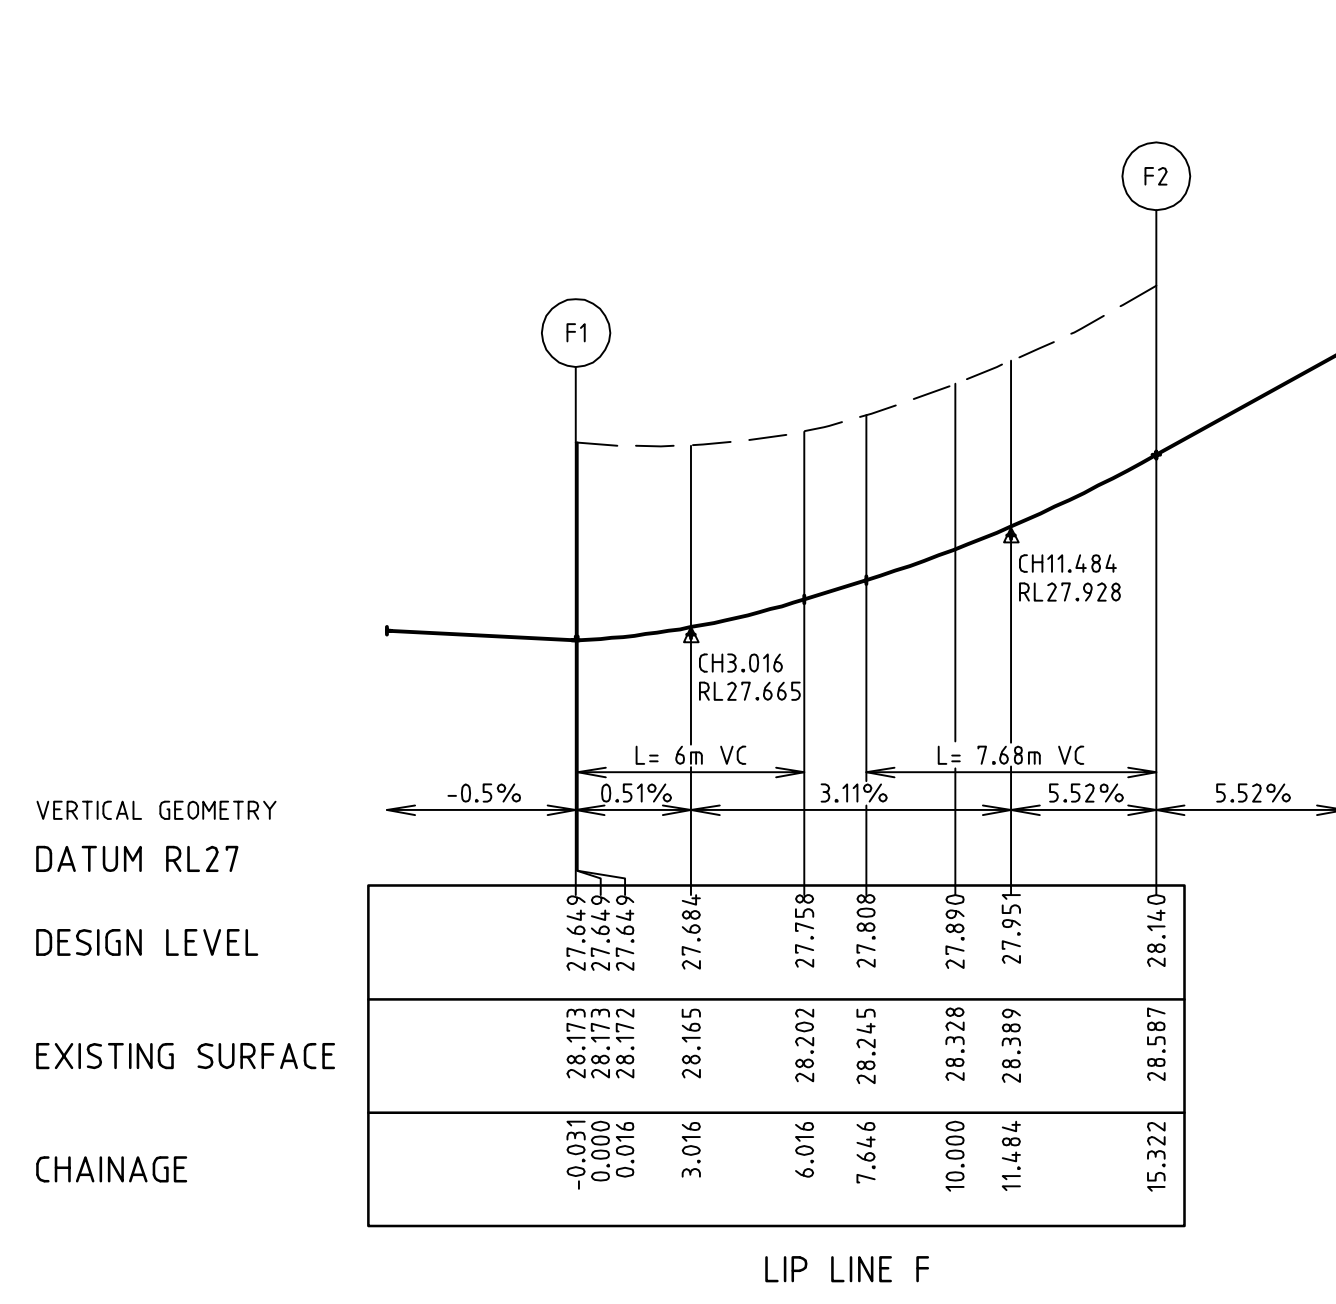 F2
F1
CH11.484
RL27.928
CH3.016
RL27.665
L= 6m VC
L= 7.68m VC
-0.5%
0.51%
3.11%
5.52%
5.52%
VERTICAL GEOMETRY
DATUM RL27
DESIGN LEVEL
27.649
27.649
27.649
27.684
27.758
27.808
27.890
27.951
28.140
EXISTING SURFACE
28.173
28.173
28.172
28.165
28.202
28.245
28.328
28.389
28.587
CHAINAGE
-0.031
0.000
0.016
3.016
6.016
7.646
10.000
11.484
15.322
LIP LINE F